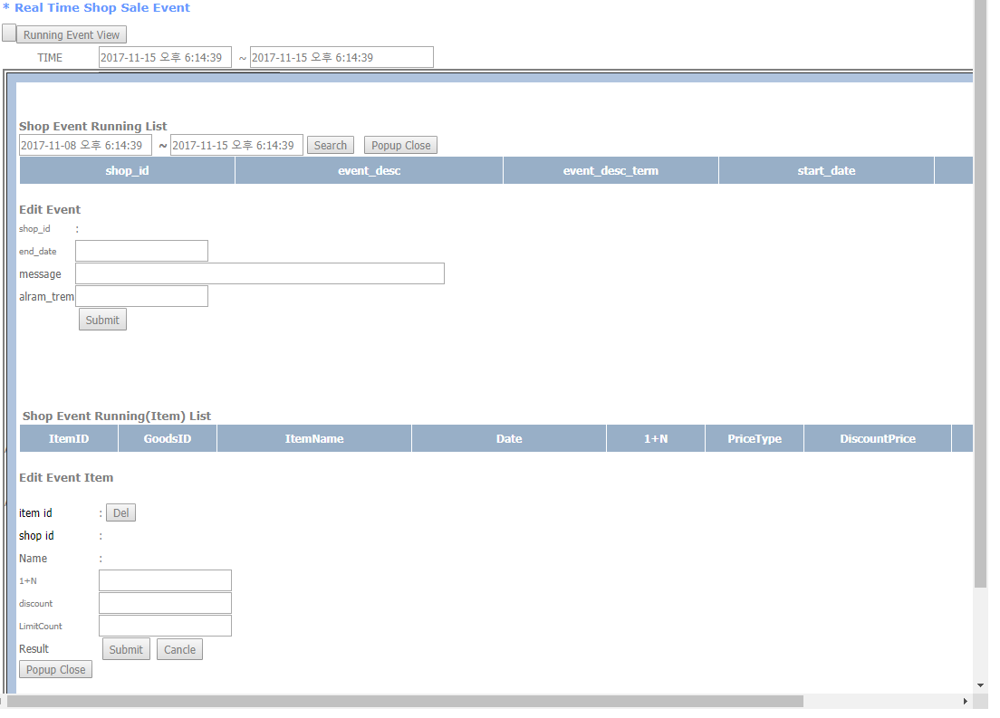 * Real Time Shop Sale Event
Running Event View
TIME 2017-11-15 오후 6:14:39 ~ 2017-11-15 오후 6:14:39
Shop Event Running List
2017-11-08 오후 6:14:39 ~ 2017-11-15 오후 6:14:39 Search Popup Close
shop_id event_desc event_desc_term start_date
Edit Event
shop_id :
end_date
message
alram_trem
Submit
Shop Event Running(Item) List
ItemID GoodsID ItemName Date 1+N PriceType DiscountPrice
Edit Event Item
item id : Del
shop id :
Name :
1+N
discount
LimitCount
Result Submit Cancle
Popup Close